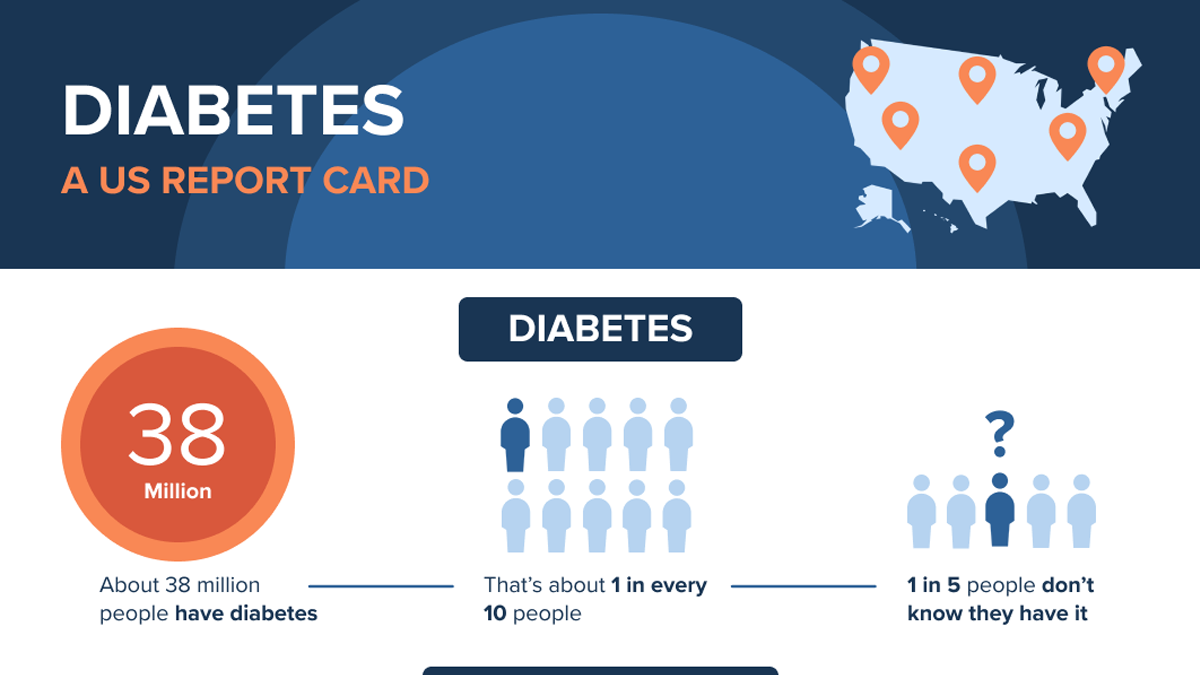 DIABETES
A US REPORT CARD
DIABETES
38
Million
About 38 million
people have diabetes
That’s about 1 in every
10 people
?
1 in 5 people don’t
know they have it